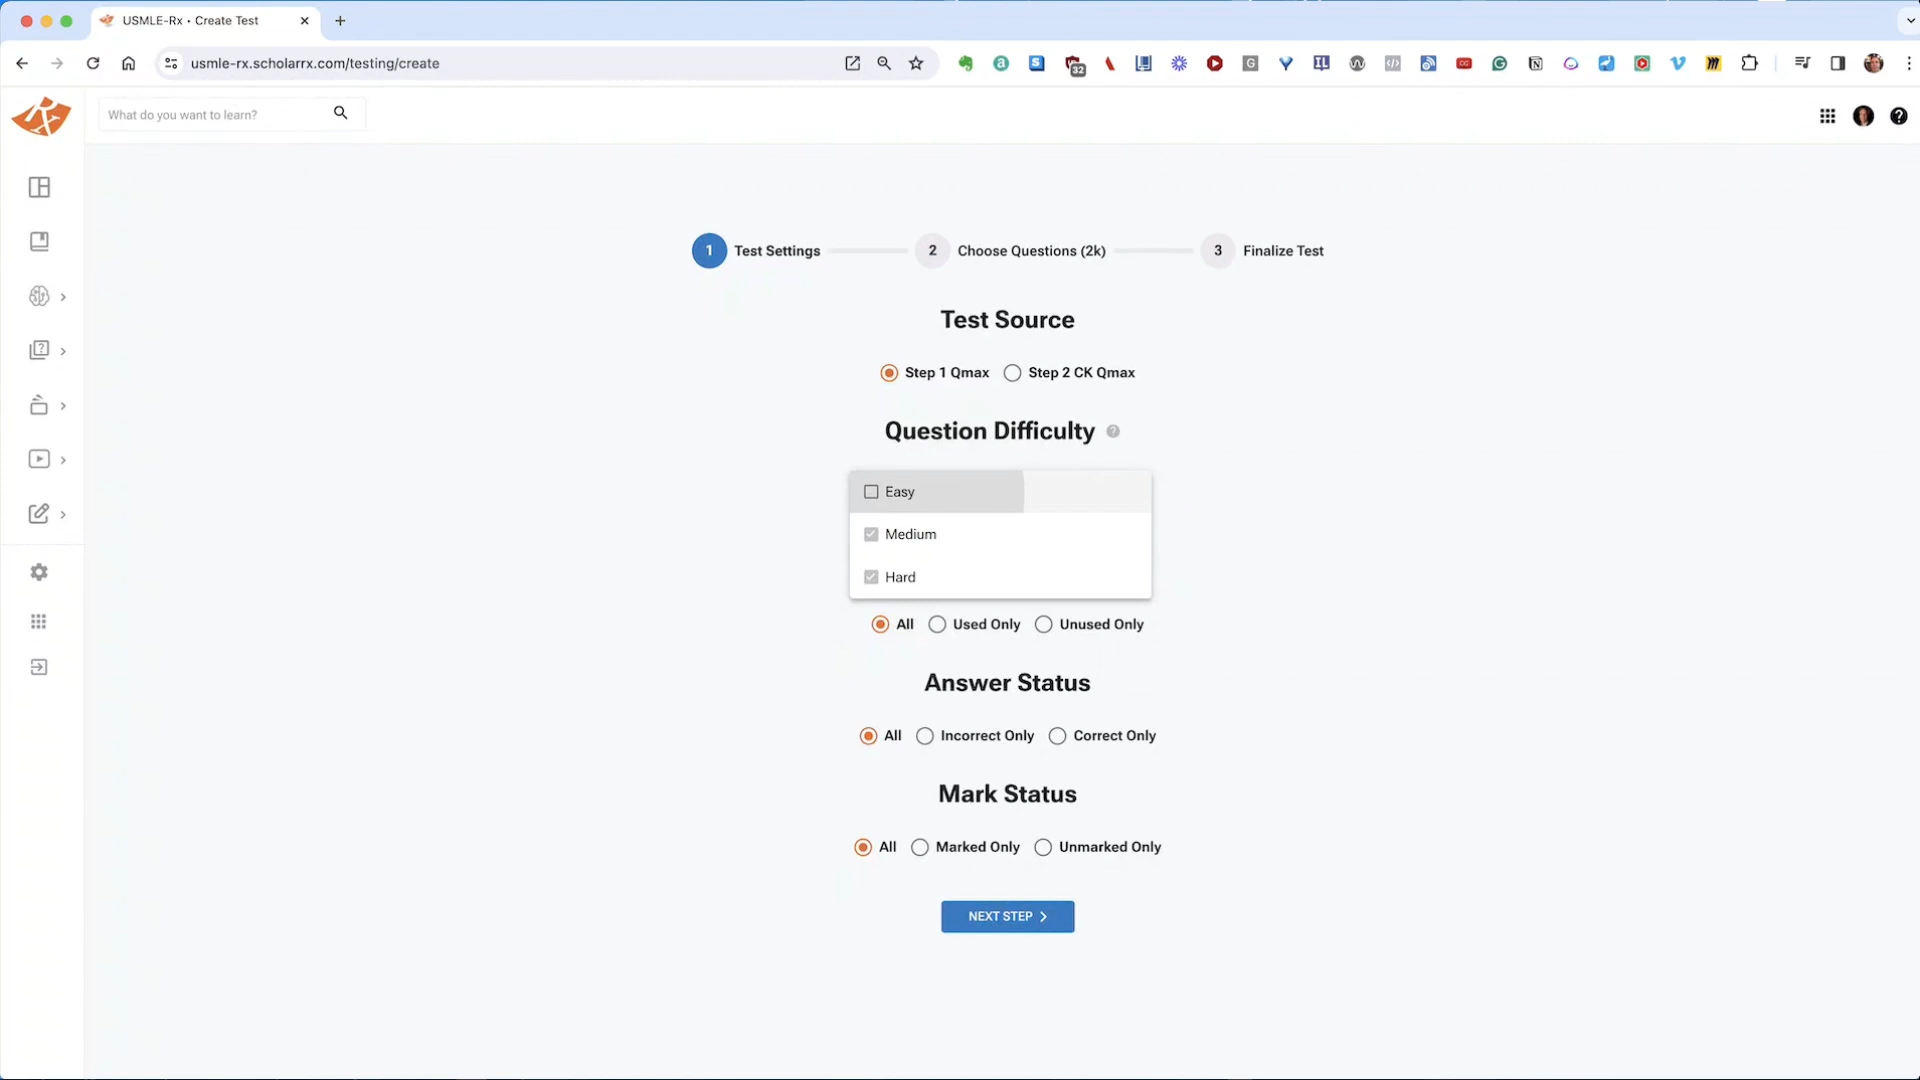 USMLE-Rx • Create Test
usmle-rx.scholarrx.com/testing/create
32
What do you want to learn?
1 Test Settings 2 Choose Questions (2k) 3 Finalize Test
Test Source
Step 1 Qmax Step 2 CK Qmax
Question Difficulty ?
Easy
Medium
Hard
All Used Only Unused Only
Answer Status
All Incorrect Only Correct Only
Mark Status
All Marked Only Unmarked Only
NEXT STEP